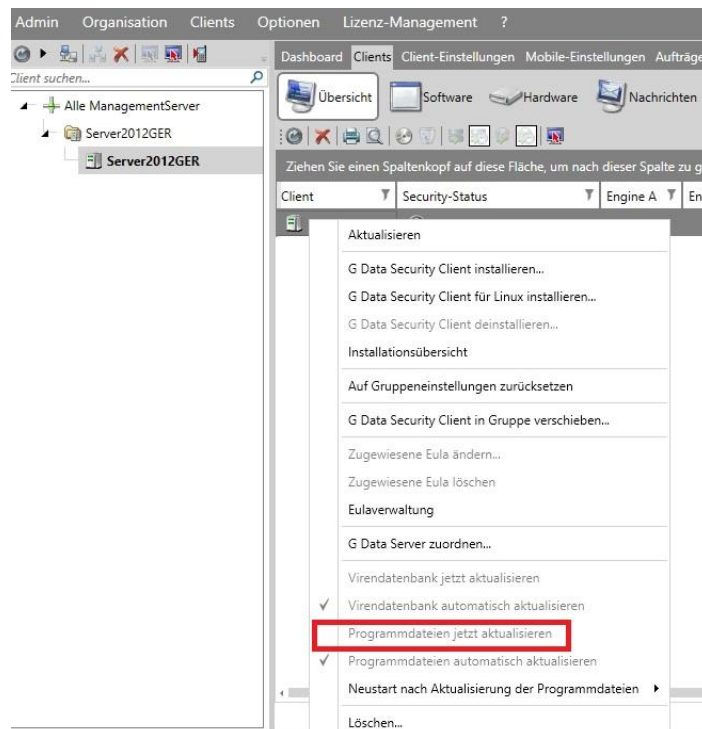 Admin Organisation Clients Optionen Lizenz-Management ?
Client suchen...
Alle ManagementServer
Server2012GER
Server2012GER
Dashboard Clients Client-Einstellungen Mobile-Einstellungen Aufträge
Übersicht Software Hardware Nachrichten
Ziehen Sie einen Spaltenkopf auf diese Fläche, um nach dieser Spalte zu g
Client Security-Status Engine A En
Aktualisieren
G Data Security Client installieren...
G Data Security Client für Linux installieren...
G Data Security Client deinstallieren...
Installationsübersicht
Auf Gruppeneinstellungen zurücksetzen
G Data Security Client in Gruppe verschieben...
Zugewiesene Eula ändern...
Zugewiesene Eula löschen
Eulaverwaltung
G Data Server zuordnen...
Virendatenbank jetzt aktualisieren
Virendatenbank automatisch aktualisieren
Programmdateien jetzt aktualisieren
Programmdateien automatisch aktualisieren
Neustart nach Aktualisierung der Programmdateien
Löschen...